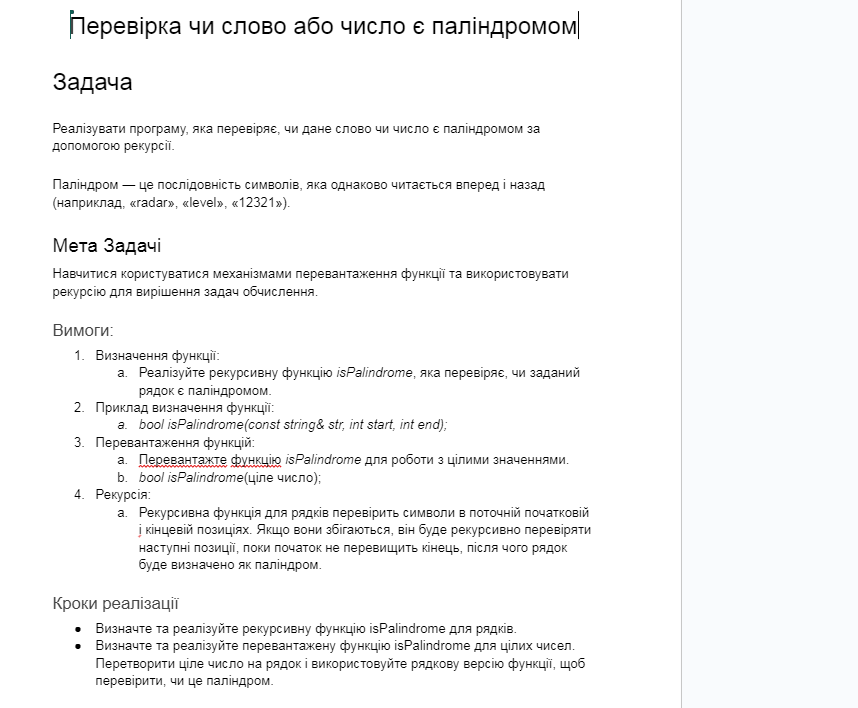 Перевірка чи слово або число є паліндромом
Задача
Реалізувати програму, яка перевіряє, чи дане слово чи число є паліндромом за
допомогою рекурсії.
Паліндром — це послідовність символів, яка однаково читається вперед і назад
(наприклад, «radar», «level», «12321»).
Мета Задачі
Навчитися користуватися механізмами перевантаження функції та використовувати
рекурсію для вирішення задач обчислення.
Вимоги:
1. Визначення функції:
a. Реалізуйте рекурсивну функцію isPalindrome, яка перевіряє, чи заданий
рядок є паліндромом.
2. Приклад визначення функції:
a. bool isPalindrome(const string& str, int start, int end);
3. Перевантаження функцій:
a. Перевантажте функцію isPalindrome для роботи з цілими значеннями.
b. bool isPalindrome(ціле число);
4. Рекурсія:
a. Рекурсивна функція для рядків перевірить символи в поточній початковій
і кінцевій позиціях. Якщо вони збігаються, він буде рекурсивно перевіряти
наступні позиції, поки початок не перевищить кінець, після чого рядок
буде визначено як паліндром.
Кроки реалізації
● Визначте та реалізуйте рекурсивну функцію isPalindrome для рядків.
● Визначте та реалізуйте перевантажену функцію isPalindrome для цілих чисел.
Перетворити ціле число на рядок і використовуйте рядкову версію функції, щоб
перевірити, чи це паліндром.